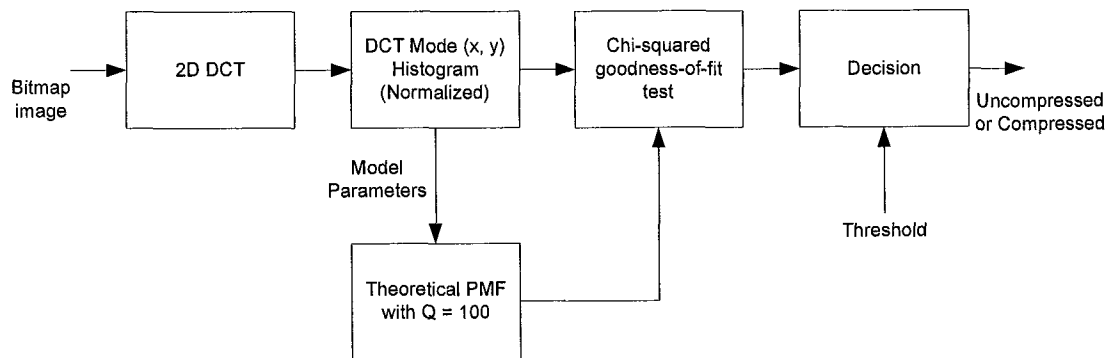 Bitmap
image
2D DCT
DCT Mode (x, y)
Histogram
(Normalized)
Chi-squared
goodness-of-fit
test
Decision
Uncompressed
or Compressed
Model
Parameters
Threshold
Theoretical PMF
with Q = 100